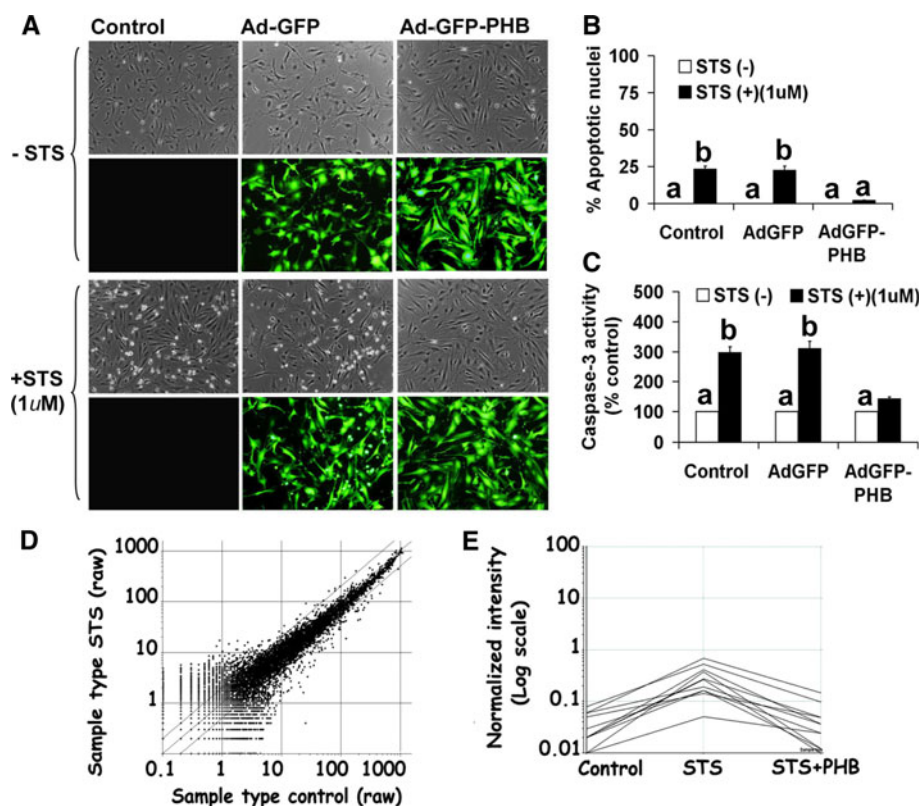 A
Control Ad-GFP Ad-GFP-PHB
- STS
+STS
(1uM)
B
% Apoptotic nuclei
STS (-)
STS (+)(1uM)
100
75
50
25
0
a b a b a a
Control AdGFP AdGFP-
PHB
C
Caspase-3 activity
(% control)
STS (-) STS (+)(1uM)
500
400
300
200
100
0
a b a b a
Control AdGFP AdGFP-
PHB
D
Sample type STS (raw)
1000
100
10
1
0.1 1 10 100 1000
Sample type control (raw)
E
Normalized intensity
(Log scale)
100
10
1
0.1
0.01
Control STS STS+PHB